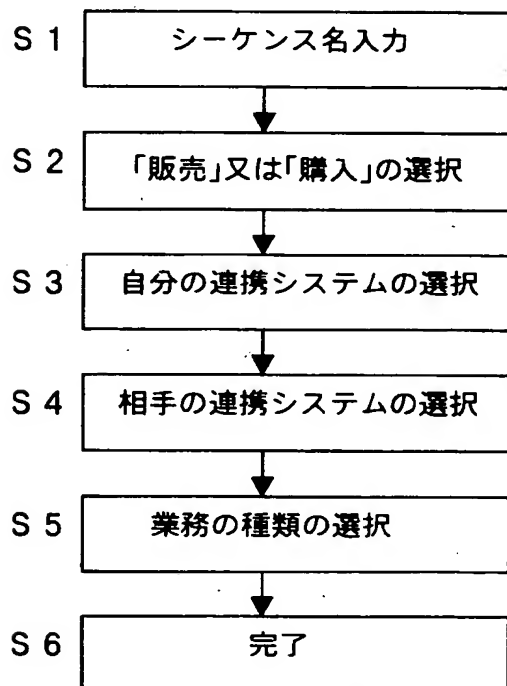 S 1 シーケンス名入力
S 2 「販売」又は「購入」の選択
S 3 自分の連携システムの選択
S 4 相手の連携システムの選択
S 5 業務の種類の選択
S 6 完了